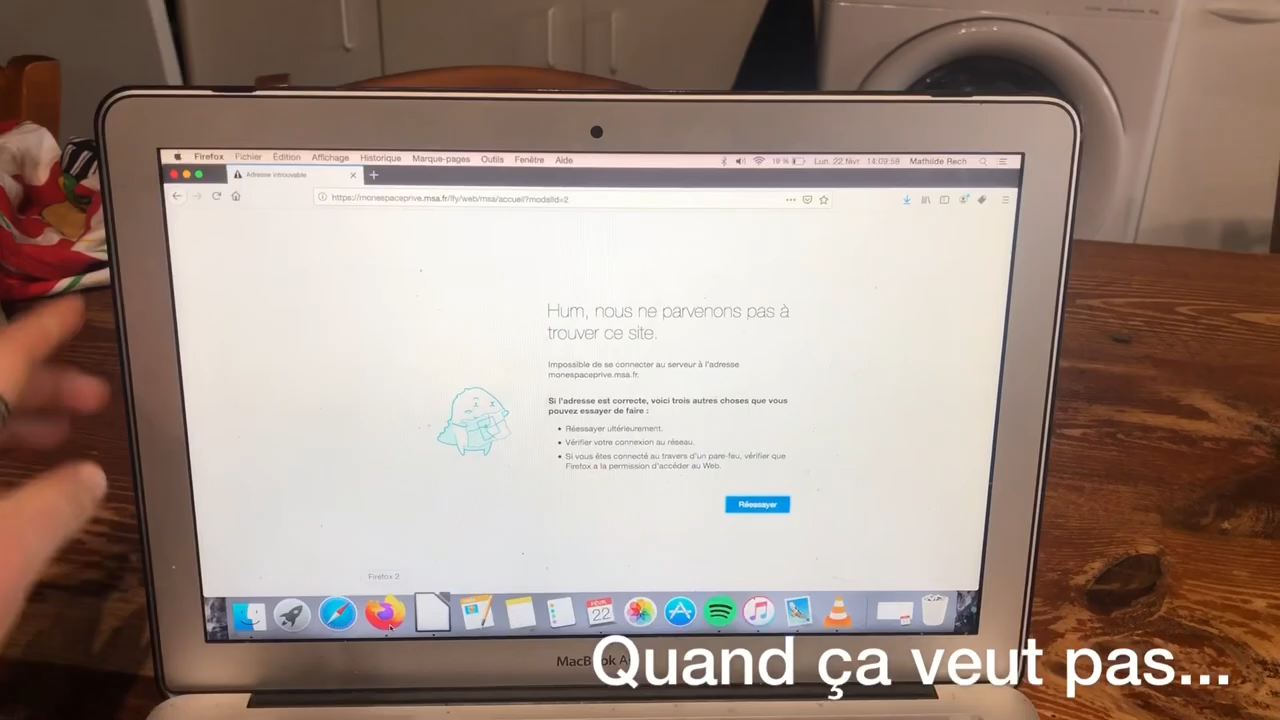 Firefox Fichier Édition Affichage Historique Marque-pages Outils Fenêtre Aide
Lun. 22 févr 14:09:58 Mathilde Rech
Adresse introuvable
https://monespaceprive.msa.fr/lfy/web/msa/accueil?modalId=2
Hum, nous ne parvenons pas à
trouver ce site.
Impossible de se connecter au serveur à l'adresse
monespaceprive.msa.fr.
Si l'adresse est correcte, voici trois autres choses que vous
pouvez essayer de faire :
• Réessayer ultérieurement.
• Vérifier votre connexion au réseau.
• Si vous êtes connecté au travers d'un pare-feu, vérifier que
Firefox a la permission d'accéder au Web.
Réessayer
Firefox 2
22
MacBook A
Quand ça veut pas...